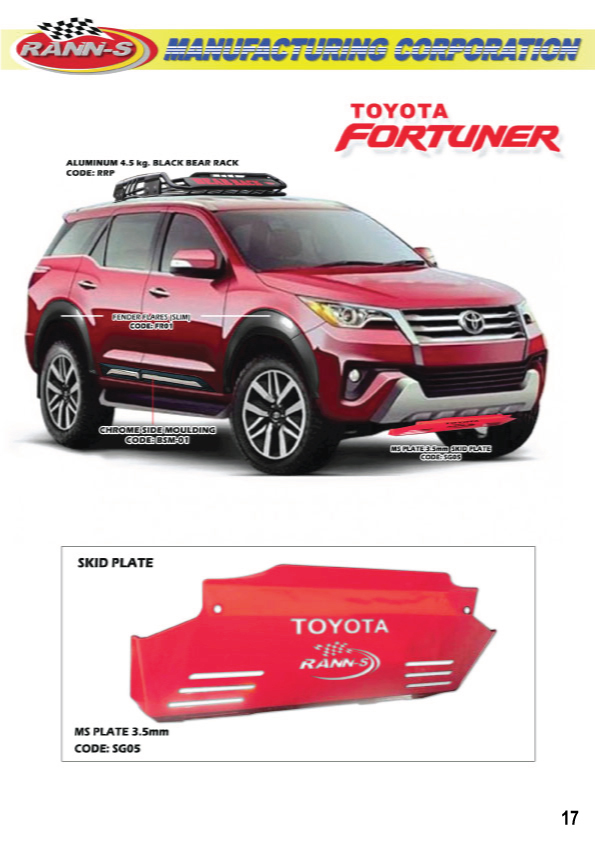 RANN-S MANUFACTURING CORPORATION
TOYOTA
FORTUNER
ALUMINUM 4.5 kg. BLACK BEAR RACK
CODE: RRP
BEAR RACK
FENDER FLARES (SLIM)
CODE: FR01
CHROME SIDE MOULDING
CODE: BSM-01
MS PLATE 3.5mm SKID PLATE
CODE: SG05
SKID PLATE
TOYOTA
RANN-S
MS PLATE 3.5mm
CODE: SG05
17